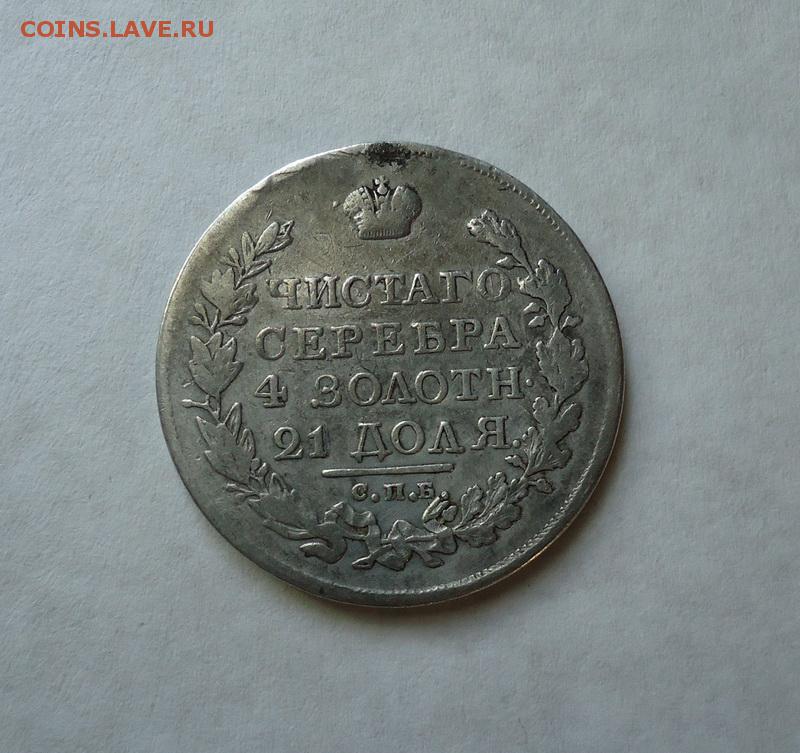 COINS.LAVE.RU
ЧИСТАГО
СЕРЕБРА
4 ЗОЛОТН.
21 ДОЛЯ.
С.П.Б.